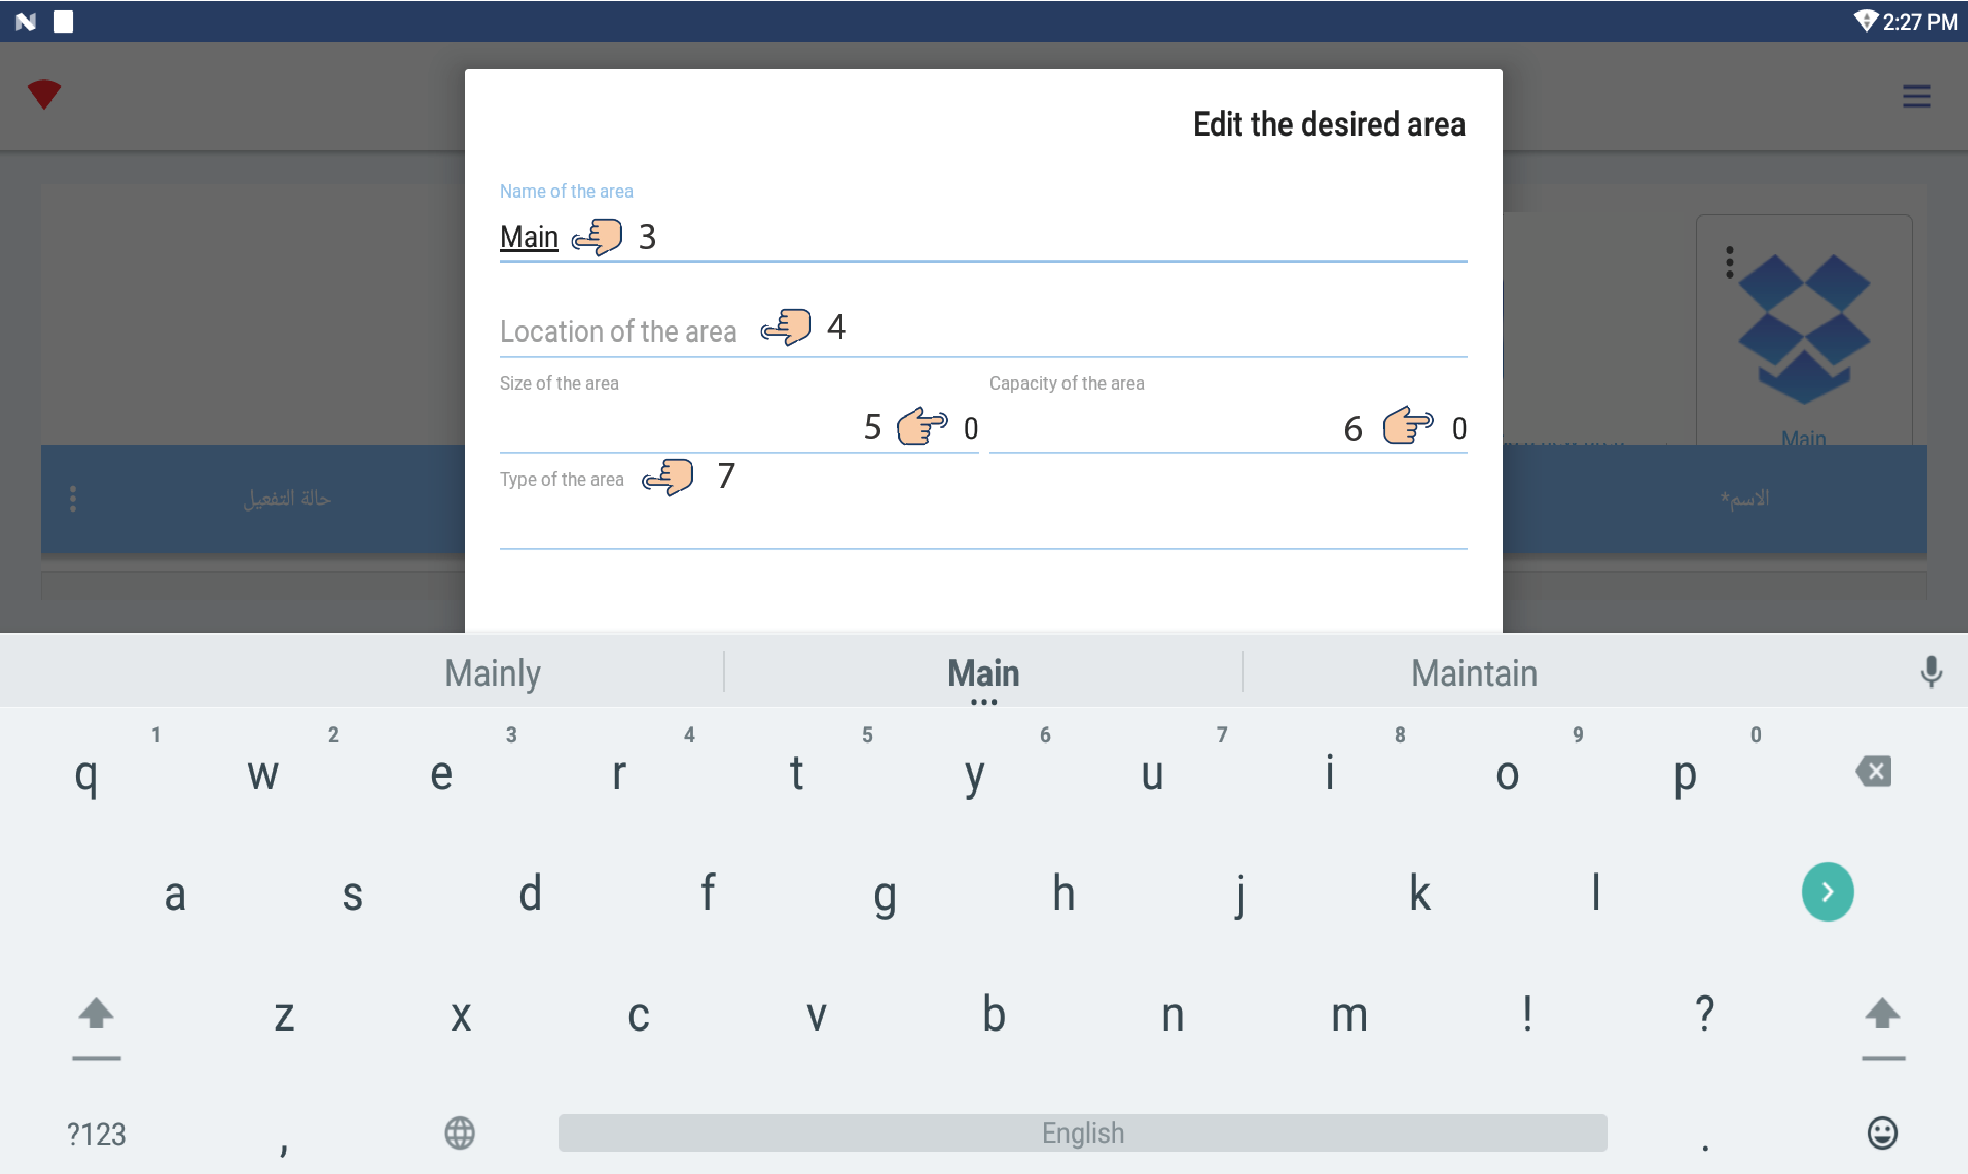 2:27 PM
Edit the desired area
Name of the area
Main 3
Location of the area 4
Size of the area Capacity of the area
5 0 6 0
Type of the area 7
Main
حالة التفعيل
الاسم*
Mainly Main Maintain
1 2 3 4 5 6 7 8 9 0
q w e r t y u i o p
a s d f g h j k l
z x c v b n m ! ?
?123 , English .